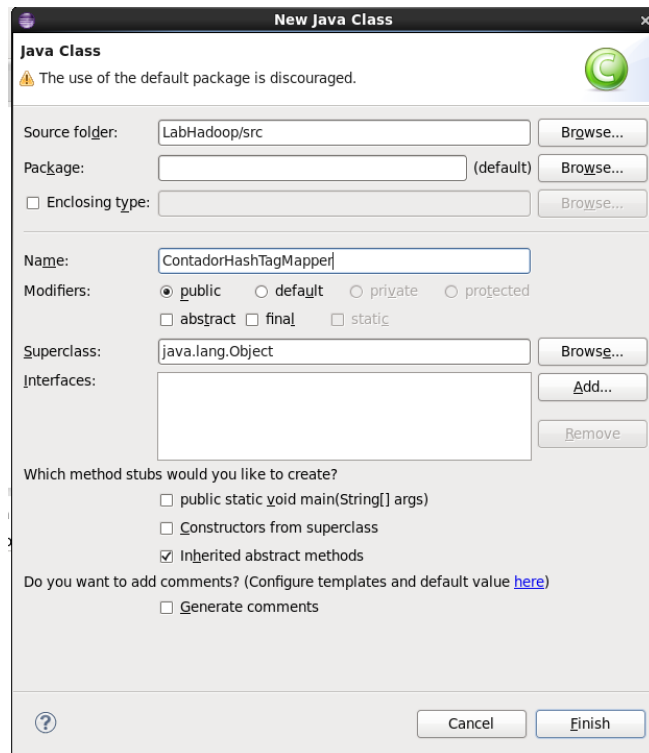 New Java Class
Java Class
The use of the default package is discouraged.
Source folder: LabHadoop/src Browse...
Package: (default) Browse...
Enclosing type: Browse...
Name: ContadorHashTagMapper
Modifiers: public default private protected
abstract final static
Superclass: java.lang.Object Browse...
Interfaces: Add...
Remove
Which method stubs would you like to create?
public static void main(String[] args)
Constructors from superclass
Inherited abstract methods
Do you want to add comments? (Configure templates and default value here)
Generate comments
Cancel Finish